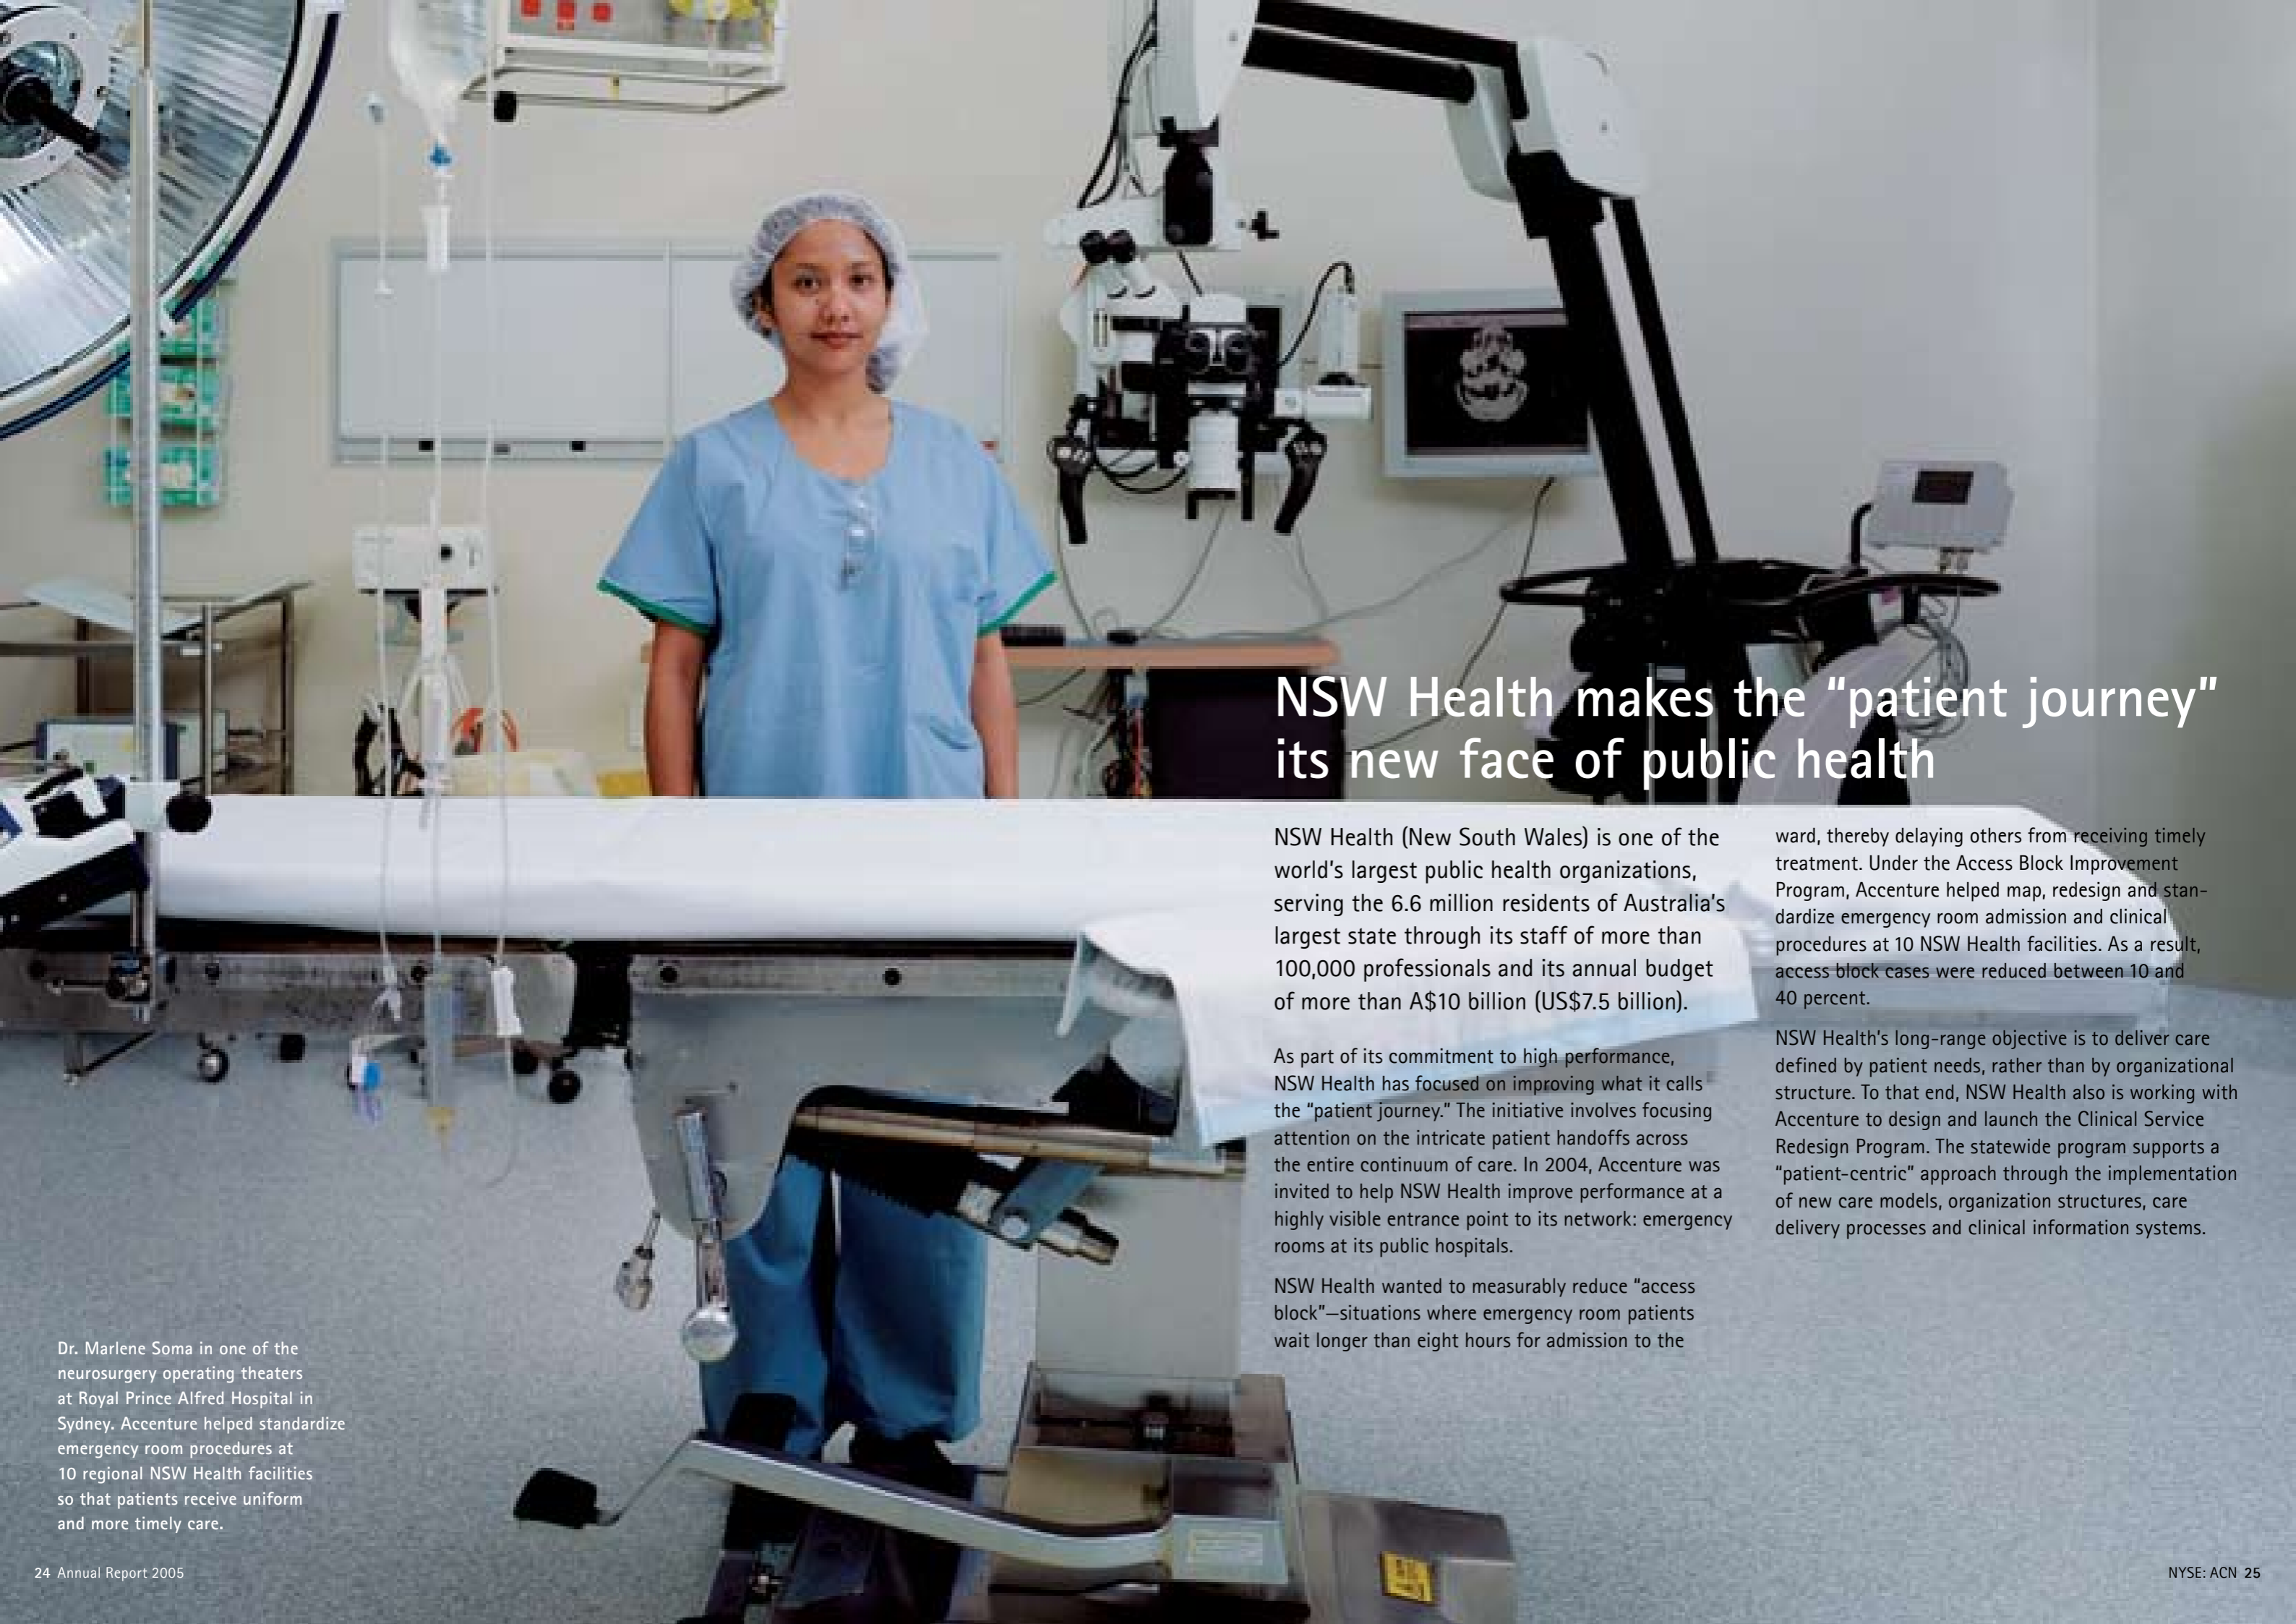 NSW Health makes the “patient journey”
its new face of public health
NSW Health (New South Wales) is one of the
world’s largest public health organizations,
serving the 6.6 million residents of Australia’s
largest state through its staff of more than
100,000 professionals and its annual budget
of more than A$10 billion (US$7.5 billion).
As part of its commitment to high performance,
NSW Health has focused on improving what it calls
the “patient journey.” The initiative involves focusing
attention on the intricate patient handoffs across
the entire continuum of care. In 2004, Accenture was
invited to help NSW Health improve performance at a
highly visible entrance point to its network: emergency
rooms at its public hospitals.
NSW Health wanted to measurably reduce “access
block”—situations where emergency room patients
wait longer than eight hours for admission to the
ward, thereby delaying others from receiving timely
treatment. Under the Access Block Improvement
Program, Accenture helped map, redesign and stan-
dardize emergency room admission and clinical
procedures at 10 NSW Health facilities. As a result,
access block cases were reduced between 10 and
40 percent.
NSW Health’s long-range objective is to deliver care
defined by patient needs, rather than by organizational
structure. To that end, NSW Health also is working with
Accenture to design and launch the Clinical Service
Redesign Program. The statewide program supports a
“patient-centric” approach through the implementation
of new care models, organization structures, care
delivery processes and clinical information systems.
Dr. Marlene Soma in one of the
neurosurgery operating theaters
at Royal Prince Alfred Hospital in
Sydney. Accenture helped standardize
emergency room procedures at
10 regional NSW Health facilities
so that patients receive uniform
and more timely care.
24 Annual Report 2005
NYSE: ACN 25